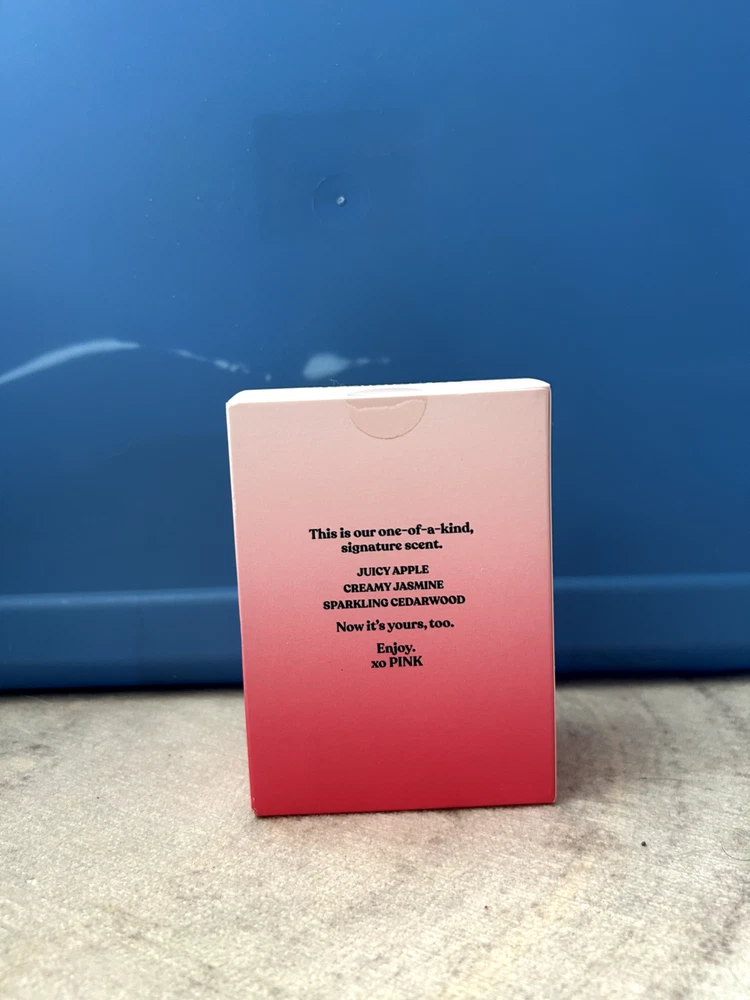 This is our one-of-a-kind,
signature scent.
JUICY APPLE
CREAMY JASMINE
SPARKLING CEDARWOOD
Now it's yours, too.
Enjoy.
xo PINK